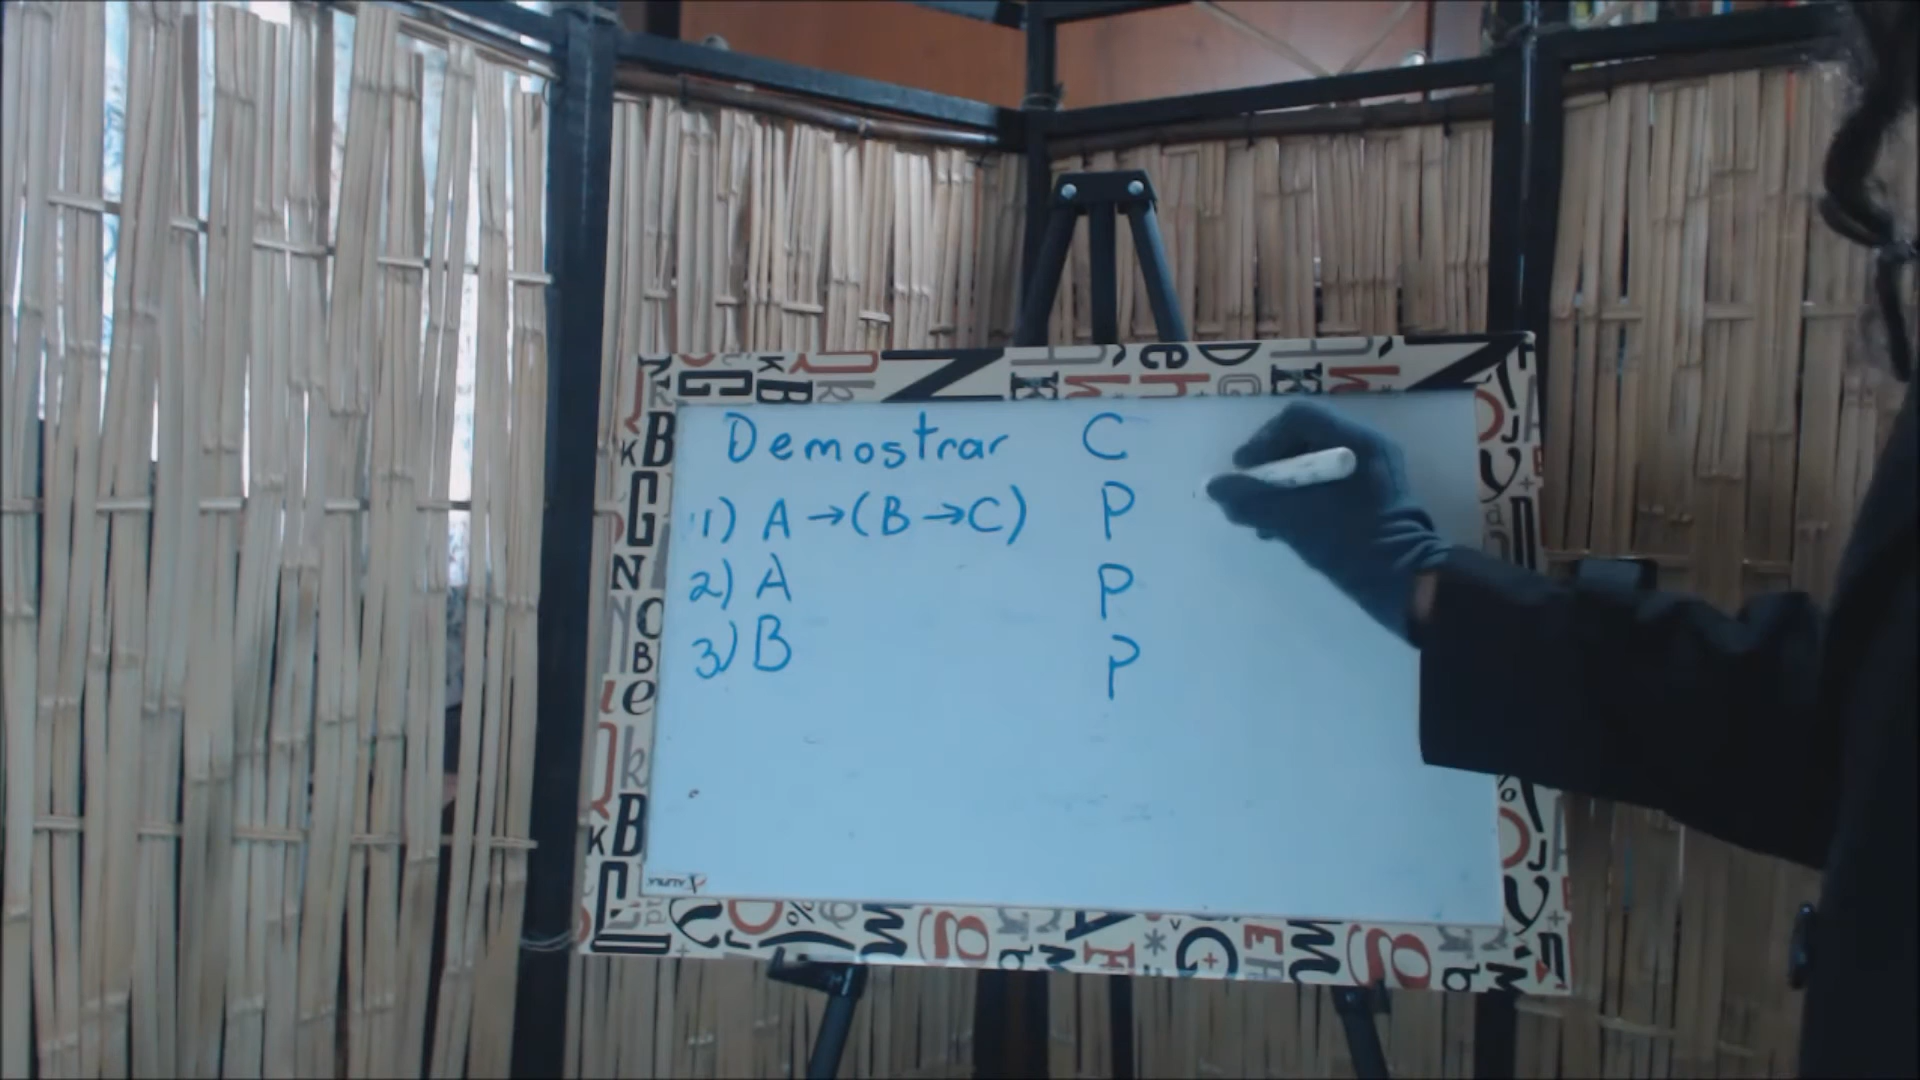 Demostrar C
1) A → (B → C) P
2) A P
3) B P